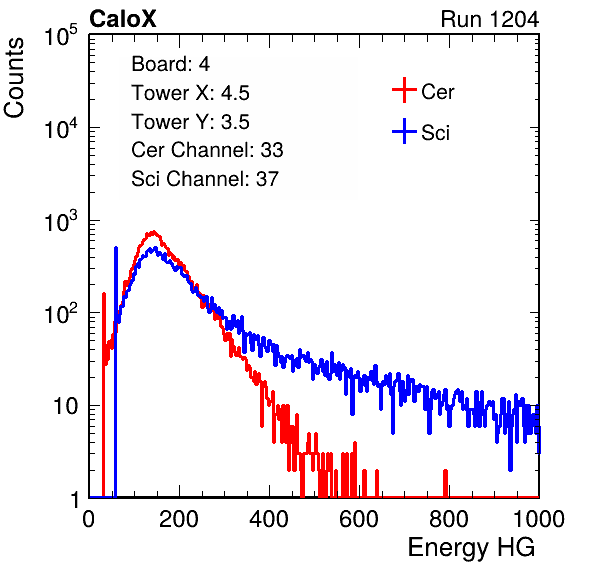 CaloX Run 1204
Counts
10^5
10^4
10^3
10^2
10
1
Board: 4
Tower X: 4.5
Tower Y: 3.5
Cer Channel: 33
Sci Channel: 37
Cer
Sci
0 200 400 600 800 1000
Energy HG